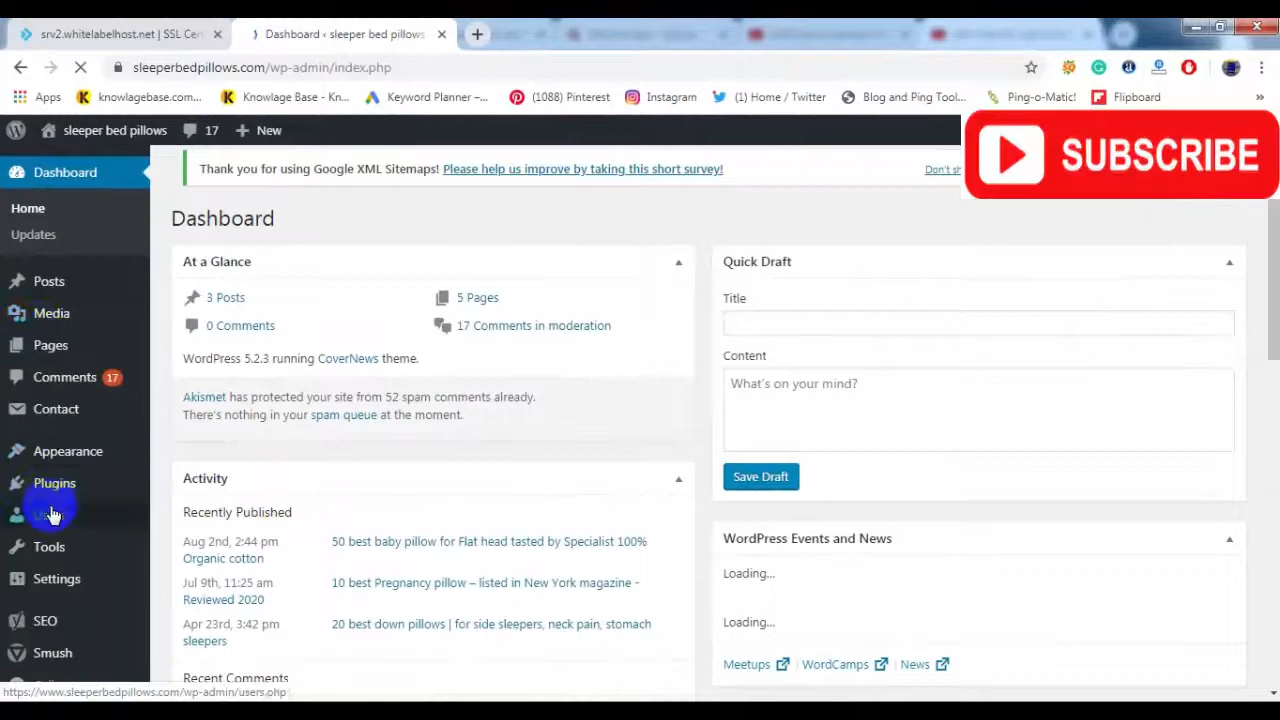 srv2.whitelabelhost.net | SSL Cer
Dashboard ‹ sleeper bed pillows
sleeperbedpillows.com/wp-admin/index.php
Apps
knowlagebase.com...
Knowlage Base - Kn...
Keyword Planner –...
(1088) Pinterest
Instagram
(1) Home / Twitter
Blog and Ping Tool...
Ping-o-Matic!
Flipboard
»
sleeper bed pillows
17
New
SUBSCRIBE
Thank you for using Google XML Sitemaps! Please help us improve by taking this short survey!
Don't sh
Dashboard
Home
Updates
Posts
Media
Pages
Comments 17
Contact
Appearance
Plugins
Tools
Settings
SEO
Smush
Dashboard
At a Glance
3 Posts
5 Pages
0 Comments
17 Comments in moderation
WordPress 5.2.3 running CoverNews theme.
Akismet has protected your site from 52 spam comments already.
There's nothing in your spam queue at the moment.
Activity
Recently Published
Aug 2nd, 2:44 pm
50 best baby pillow for Flat head tasted by Specialist 100%
Organic cotton
Jul 9th, 11:25 am
10 best Pregnancy pillow – listed in New York magazine -
Reviewed 2020
Apr 23rd, 3:42 pm
20 best down pillows | for side sleepers, neck pain, stomach
sleepers
Recent Comments
Quick Draft
Title
Content
What's on your mind?
Save Draft
WordPress Events and News
Loading...
Loading...
Meetups
WordCamps
News
https://www.sleeperbedpillows.com/wp-admin/users.php